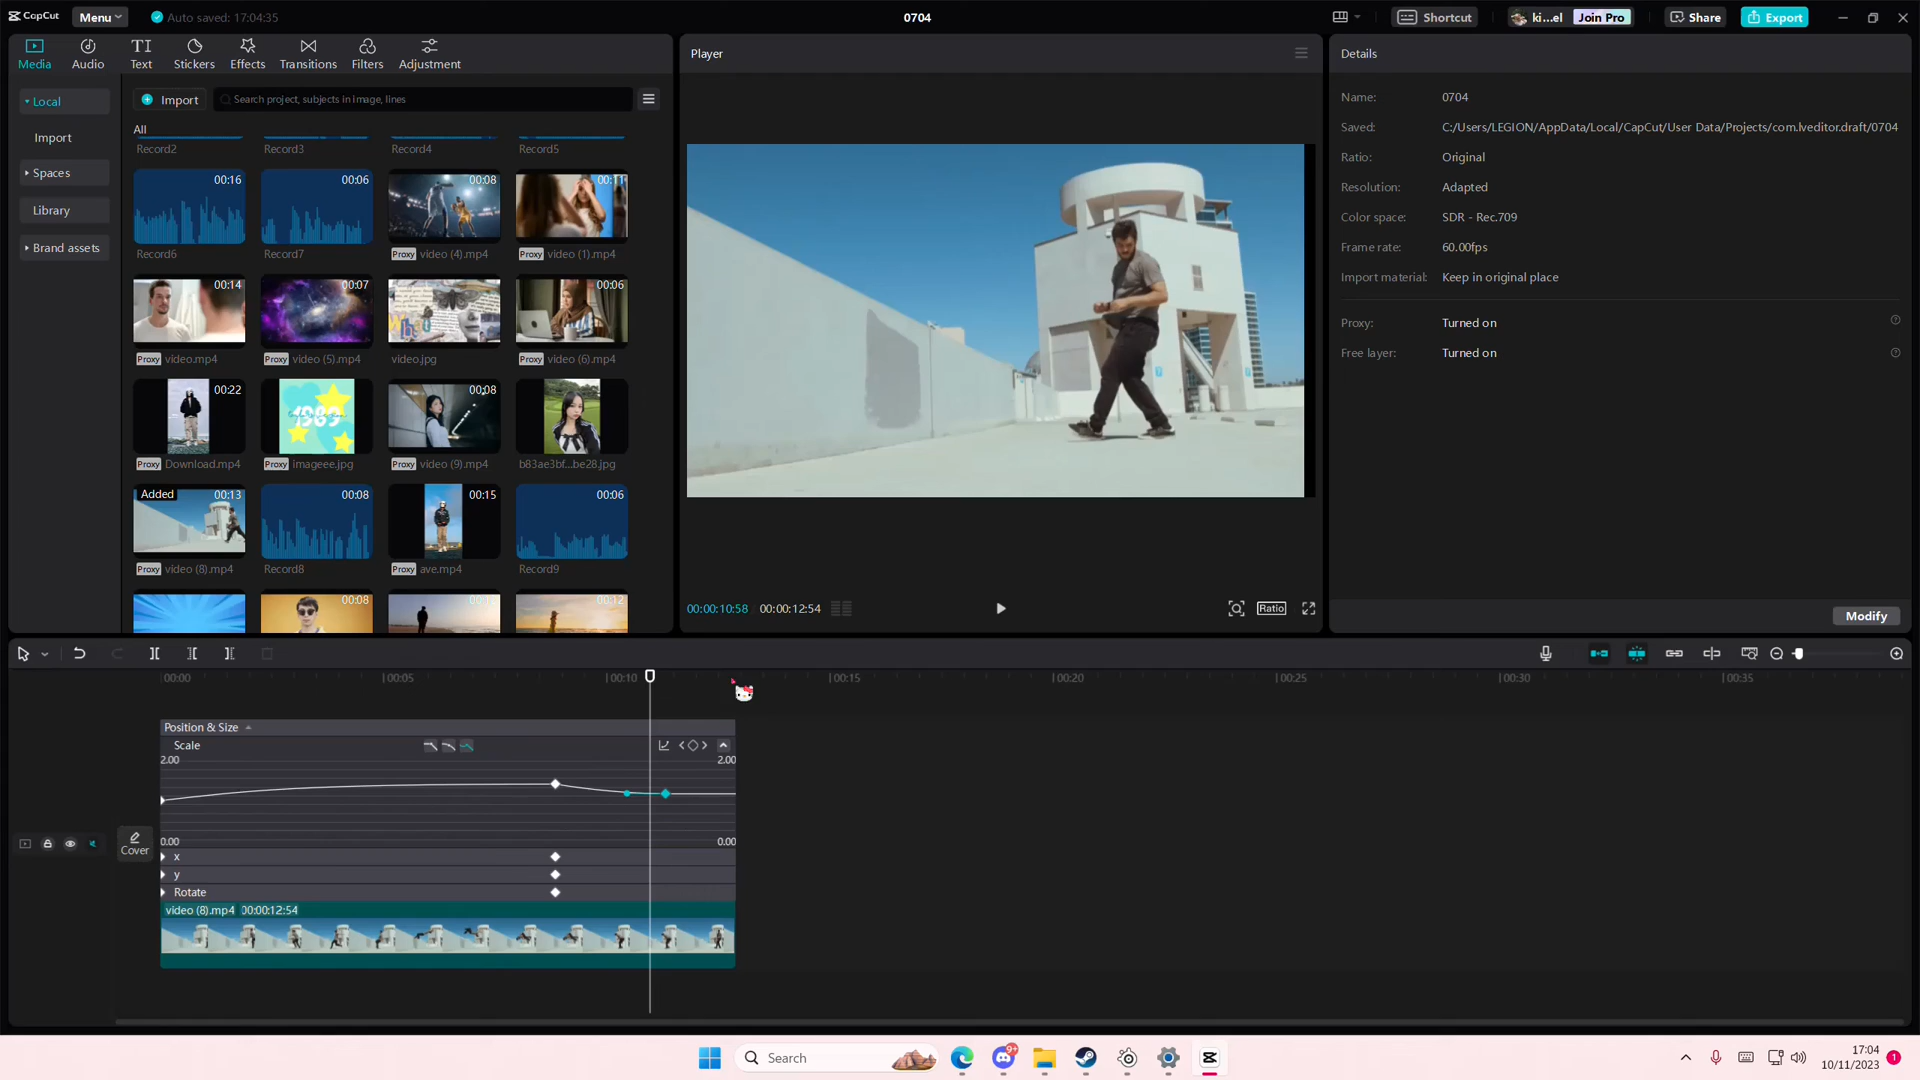 CapCut
Menu
Auto saved: 17:04:35
0704
Shortcut
ki...el
Join Pro
Share
Export
Media
Audio
Text
Stickers
Effects
Transitions
Filters
Adjustment
Local
Import
Spaces
Library
Brand assets
Import
Search project, subjects in image, lines
All
Record2
Record3
Record4
Record5
00:16
00:06
00:08
00:11
Record6
Record7
Proxy video (4).mp4
Proxy video (1).mp4
00:14
00:07
00:06
Proxy video.mp4
Proxy video (5).mp4
video.jpg
Proxy video (6).mp4
00:22
1989
00:08
Proxy Download.mp4
Proxy imageee.jpg
Proxy video (9).mp4
b83ae3bf...be28.jpg
Added
00:13
00:08
00:15
00:06
Proxy video (8).mp4
Record8
Proxy ave.mp4
Record9
00:08
00:12
Player
00:00:10:58
00:00:12:54
Ratio
Details
Name: 0704
Saved: C:/Users/LEGION/AppData/Local/CapCut/User Data/Projects/com.lveditor.draft/0704
Ratio: Original
Resolution: Adapted
Color space: SDR - Rec.709
Frame rate: 60.00fps
Import material: Keep in original place
Proxy: Turned on
Free layer: Turned on
Modify
00:00
00:05
00:10
00:15
00:20
00:25
00:30
00:35
Position & Size
Scale
2.00
2.00
0.00
0.00
x
y
Rotate
Cover
video (8).mp4 00:00:12:54
Search
9+
17:04
10/11/2023
1